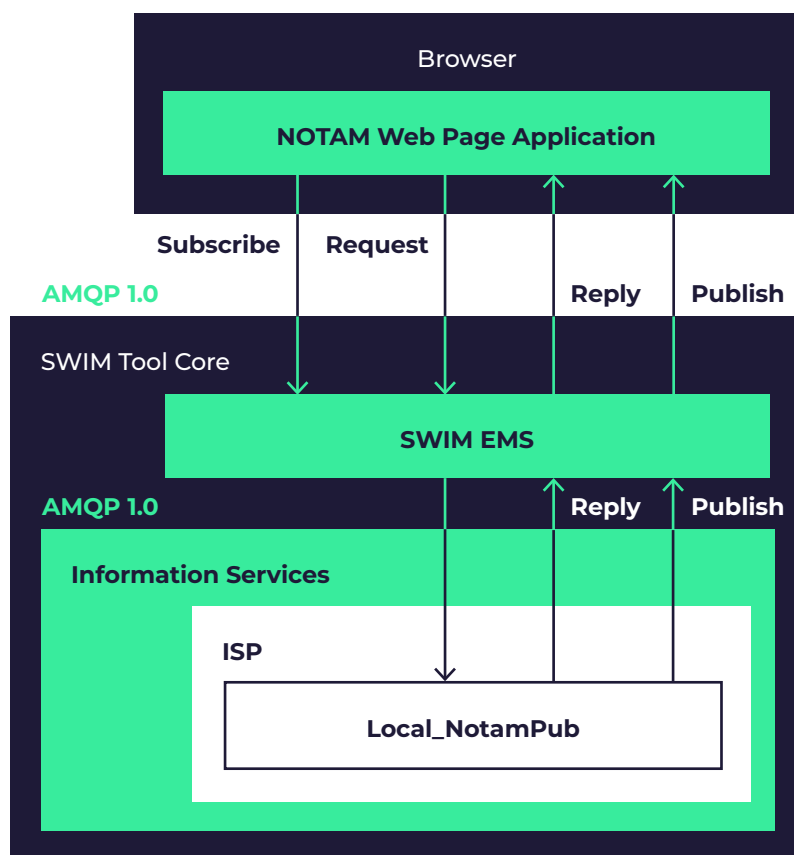 Browser
NOTAM Web Page Application
Subscribe Request
AMQP 1.0 Reply Publish
SWIM Tool Core
SWIM EMS
AMQP 1.0 Reply Publish
Information Services
ISP
Local_NotamPub